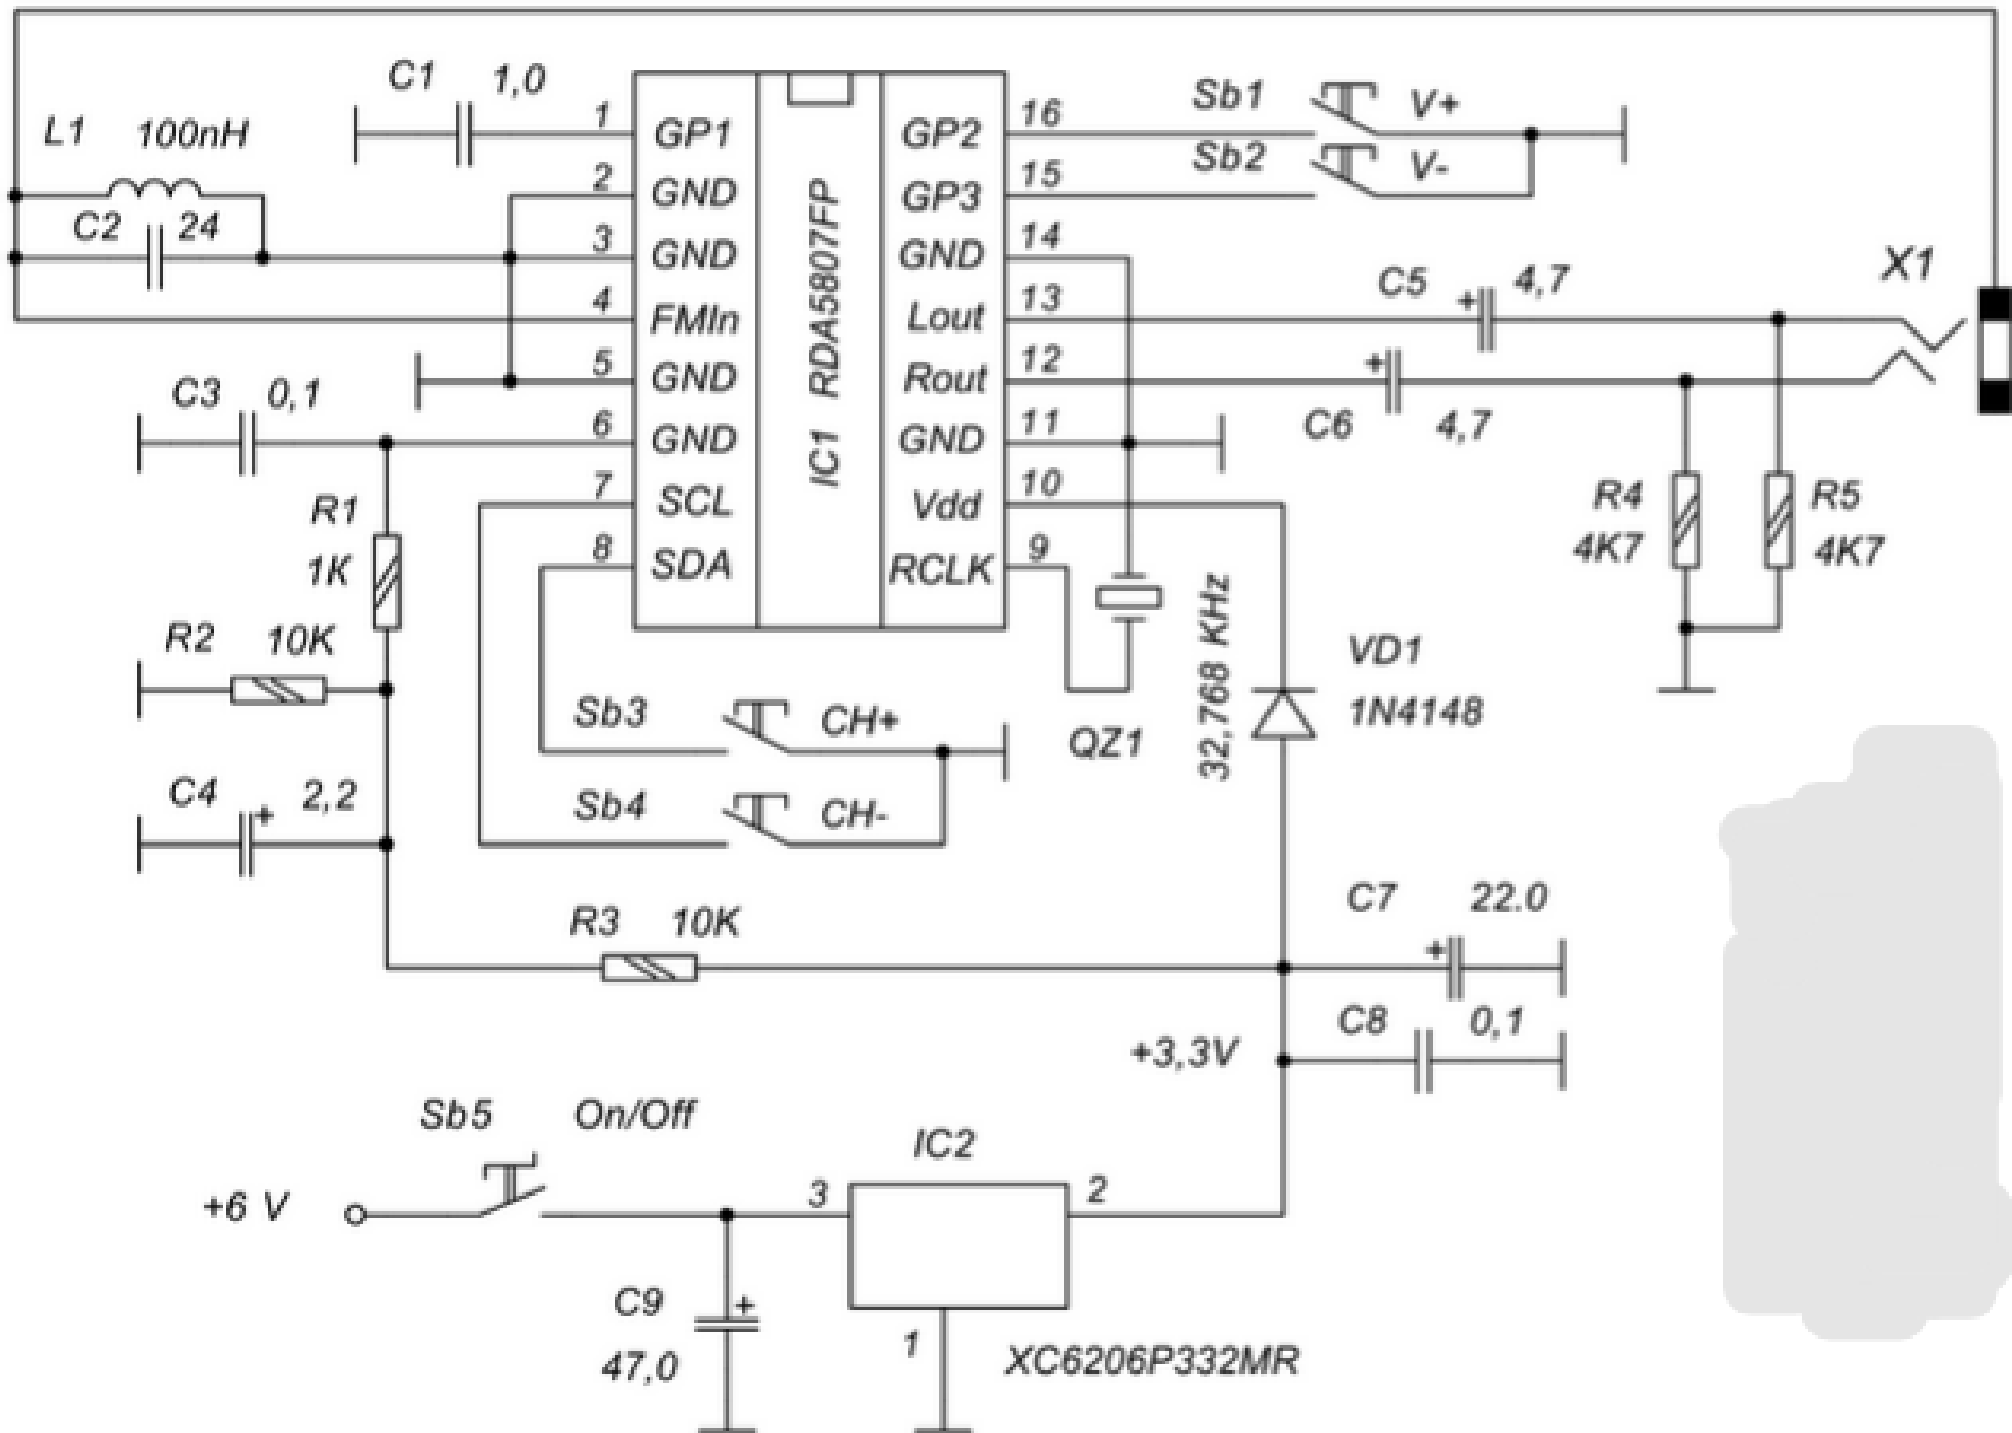 C1 1,0
L1 100nH
C2 24
C3 0,1
R1
1K
R2 10K
C4 + 2,2
1 GP1
2 GND
3 GND
4 FMIn
5 GND
6 GND
7 SCL
8 SDA
IC1 RDA5807FP
GP2 16
GP3 15
GND 14
Lout 13
Rout 12
GND 11
Vdd 10
RCLK 9
Sb1 V+
Sb2 V-
C5 + 4,7
X1
+
C6 4,7
R4
4K7
R5
4K7
Sb3 CH+
Sb4 CH-
QZ1
32,768 KHz
VD1
1N4148
R3 10K
C7 22.0
+
C8 0,1
+3,3V
Sb5 On/Off
IC2
+6 V
3 2
C9 +
47,0
1
XC6206P332MR